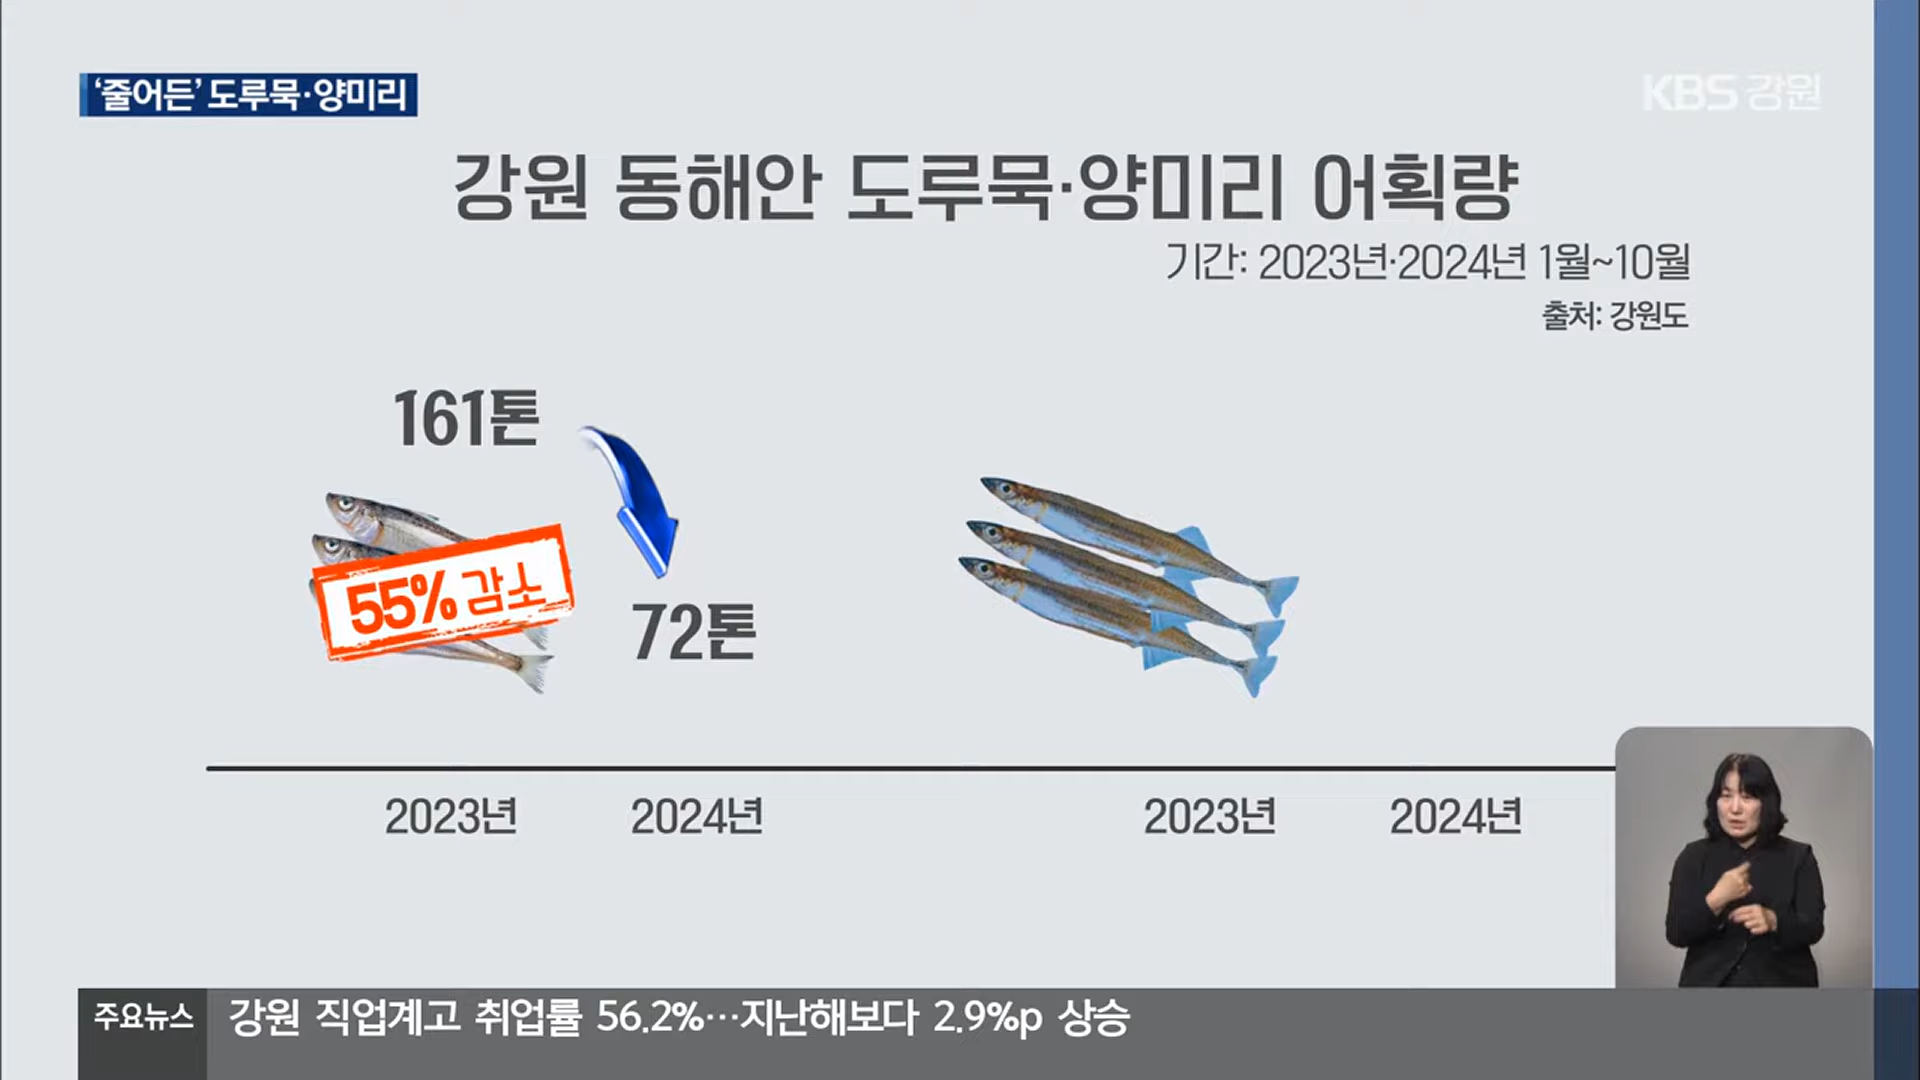 ‘줄어든’ 도루묵·양미리
KBS 강원
강원 동해안 도루묵·양미리 어획량
기간: 2023년·2024년 1월~10월
출처: 강원도
161톤
55% 감소
72톤
2023년 2024년 2023년 2024년
주요뉴스 강원 직업계고 취업률 56.2%…지난해보다 2.9%p 상승